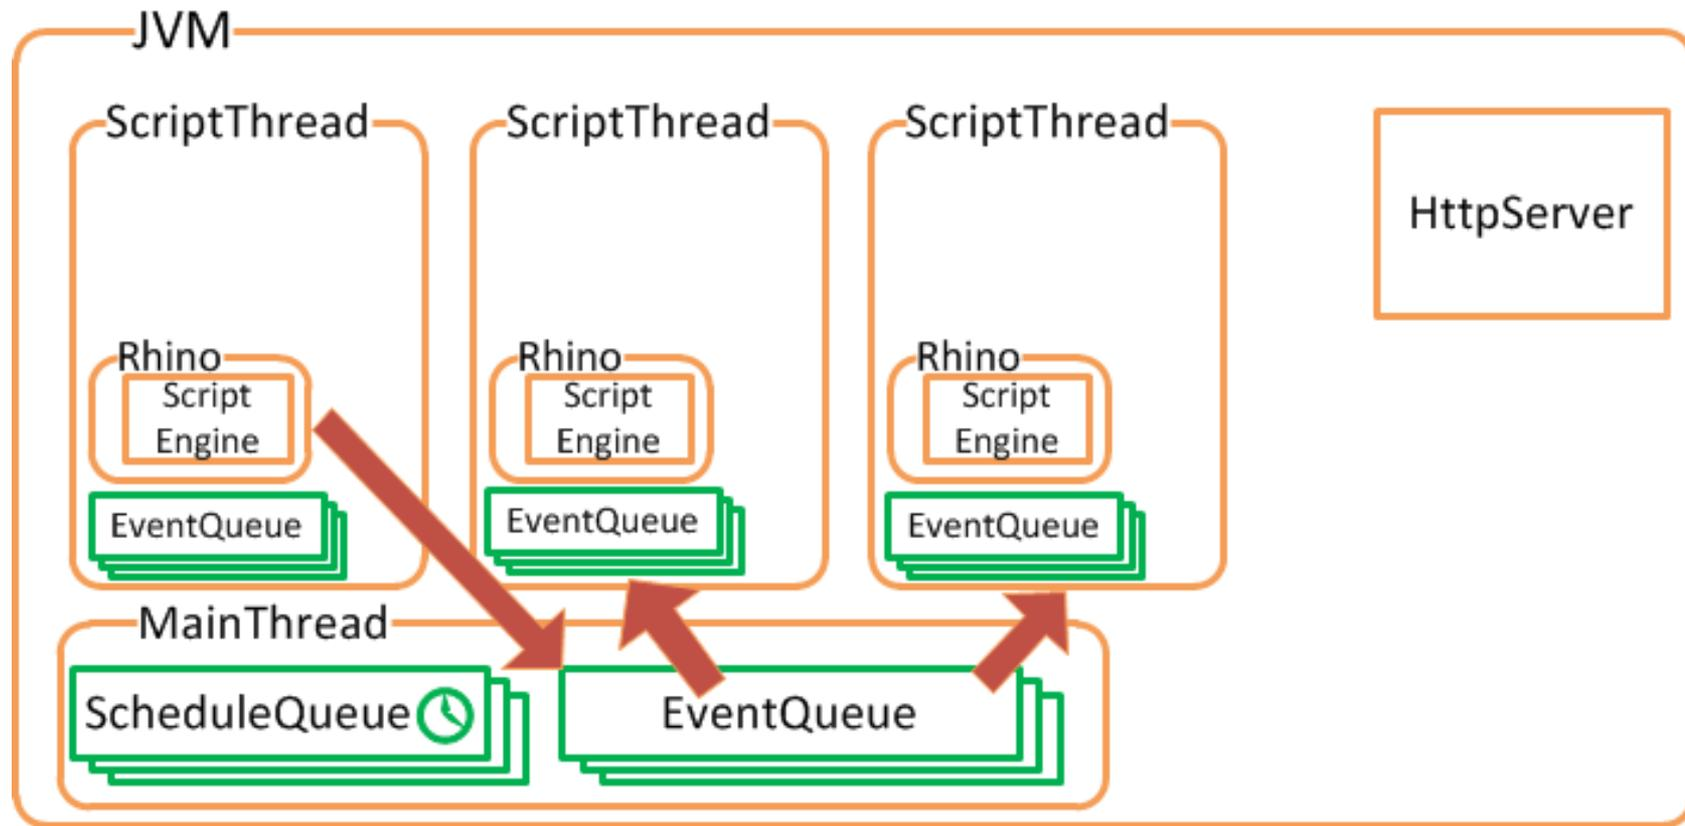 JVM
ScriptThread
ScriptThread
ScriptThread
HttpServer
Rhino
Script
Engine
EventQueue
Rhino
Script
Engine
EventQueue
Rhino
Script
Engine
EventQueue
MainThread
ScheduleQueue
EventQueue